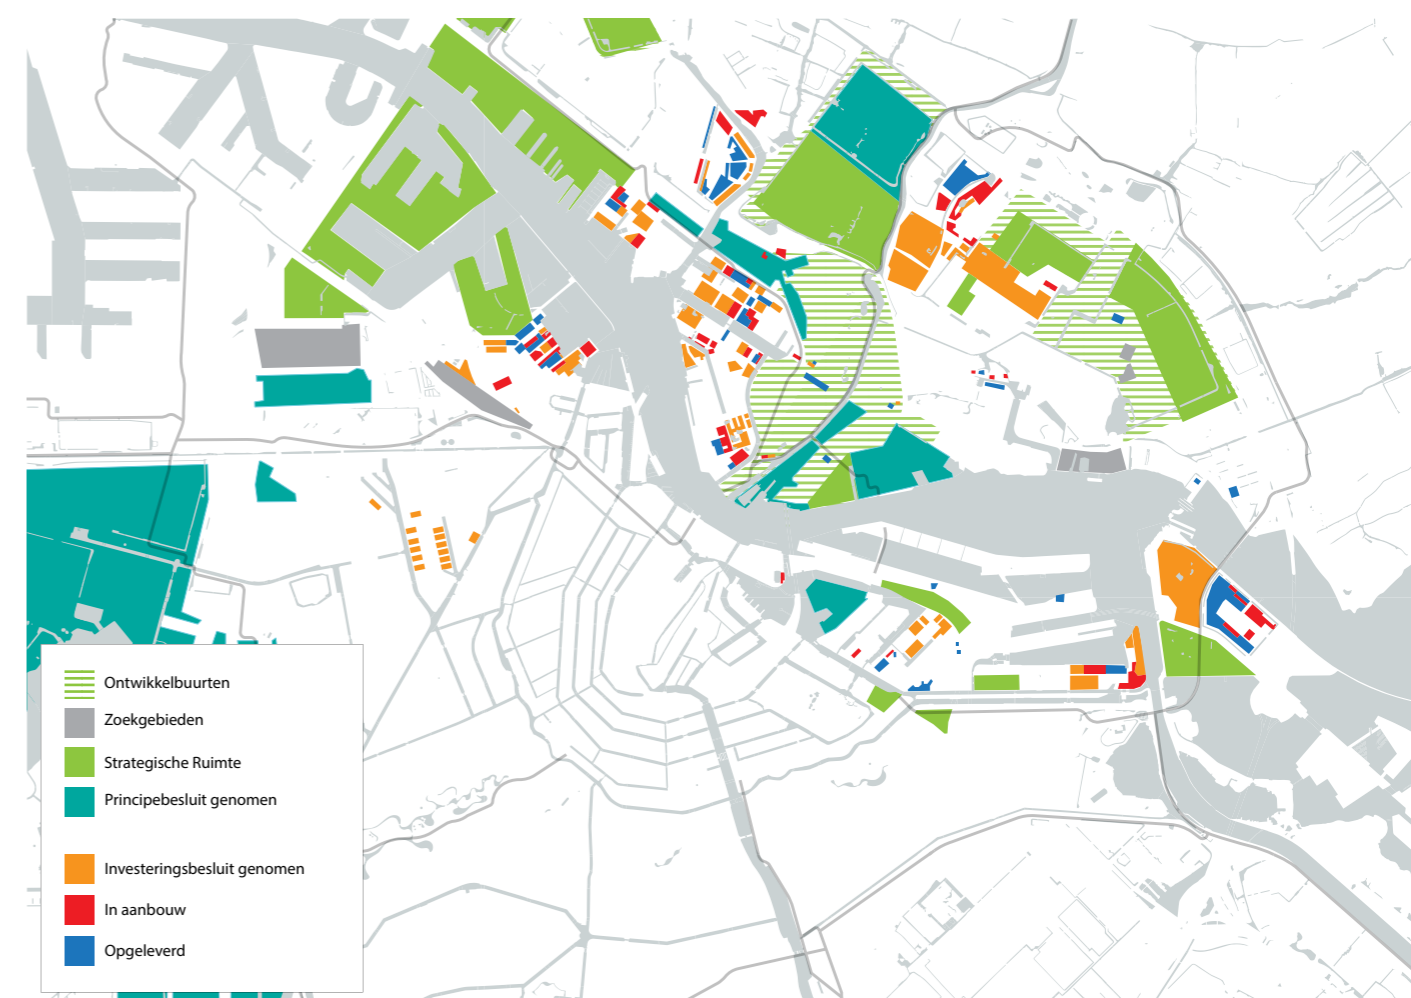 Ontwikkelbuurten
Zoekgebieden
Strategische Ruimte
Principebesluit genomen
Investeringsbesluit genomen
In aanbouw
Opgeleverd